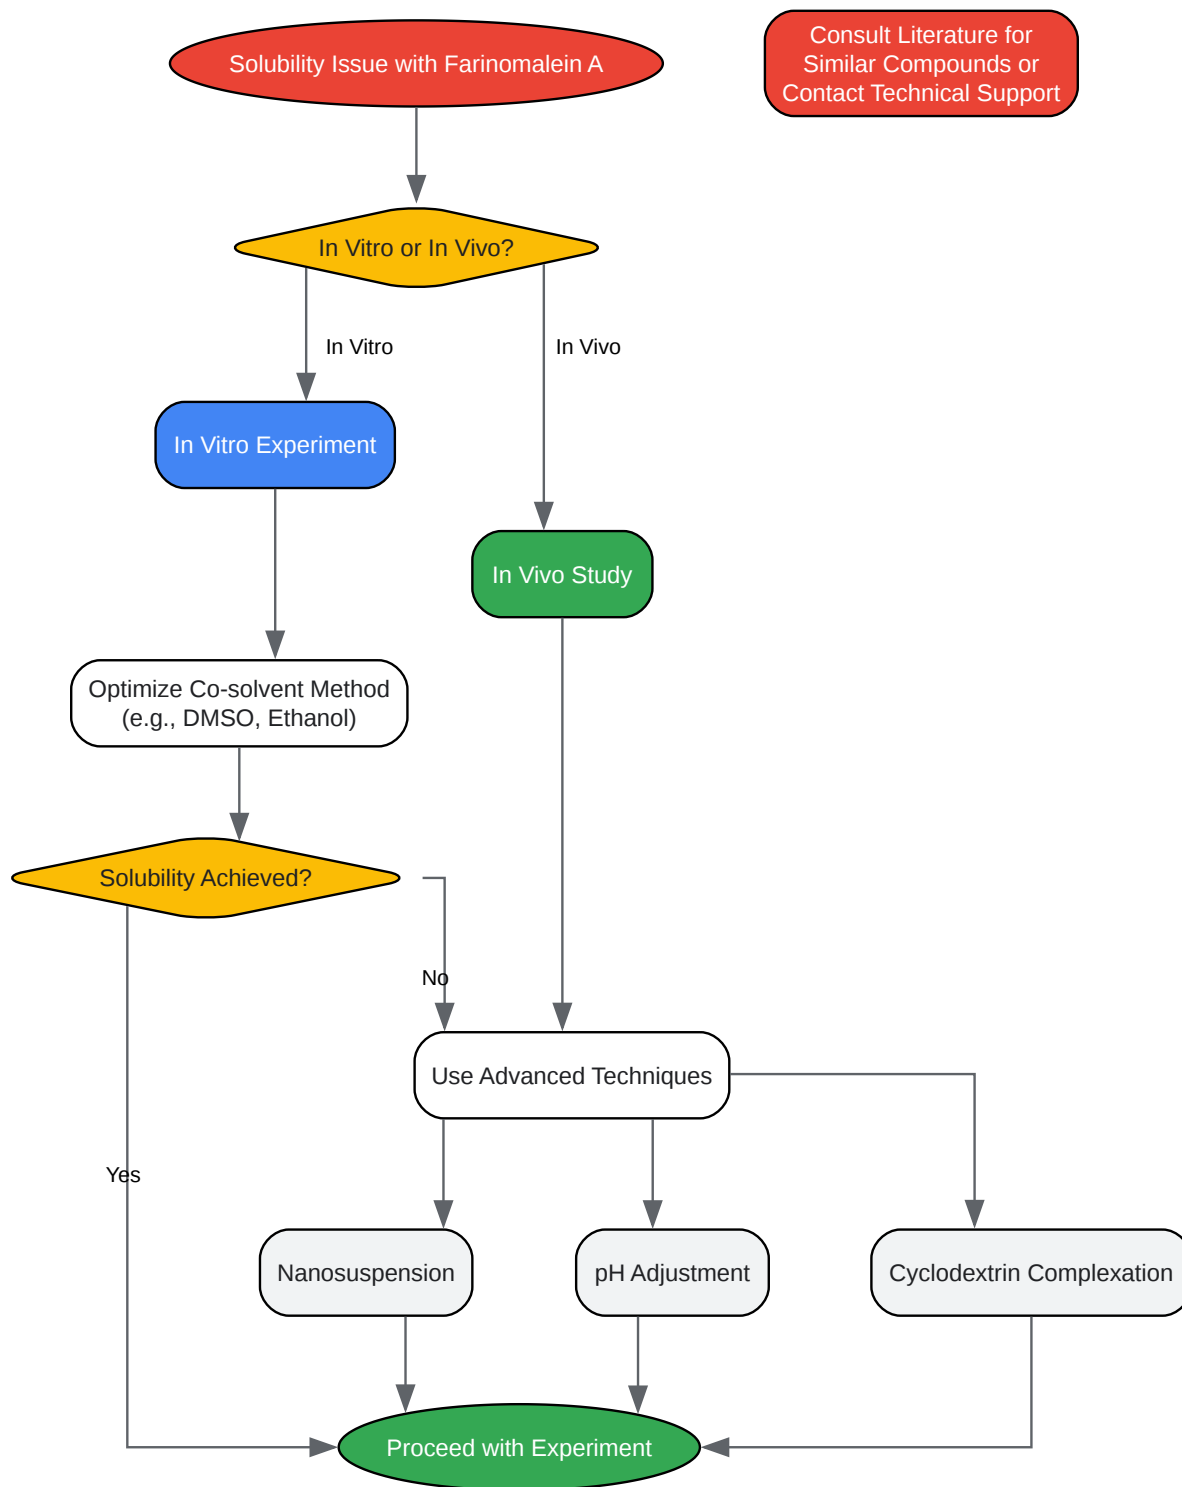 Solubility Issue with Farinomalein A
Consult Literature for
Similar Compounds or
Contact Technical Support
In Vitro or In Vivo?
In Vitro
In Vivo
In Vitro Experiment
In Vivo Study
Optimize Co-solvent Method
(e.g., DMSO, Ethanol)
Solubility Achieved?
No
Use Advanced Techniques
Yes
Nanosuspension
pH Adjustment
Cyclodextrin Complexation
Proceed with Experiment